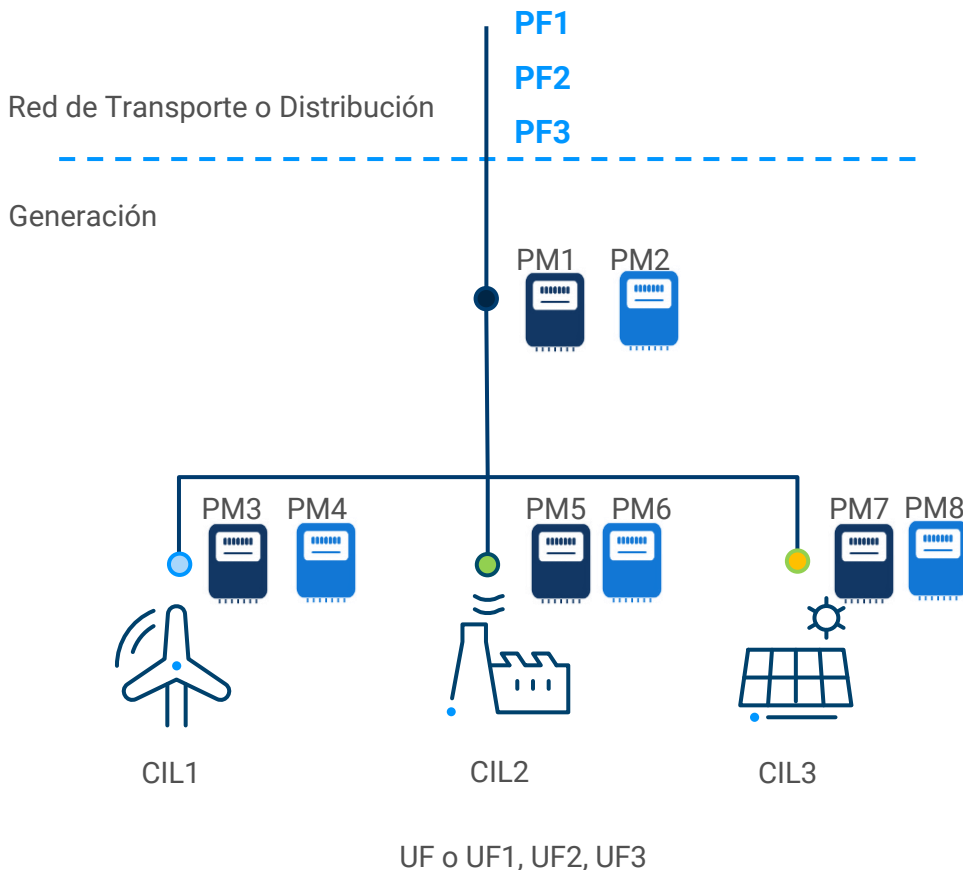 PF1
PF2
Red de Transporte o Distribución
PF3
Generación
PM1 PM2
PM3 PM4 PM5 PM6 PM7 PM8
CIL1 CIL2 CIL3
UF o UF1, UF2, UF3